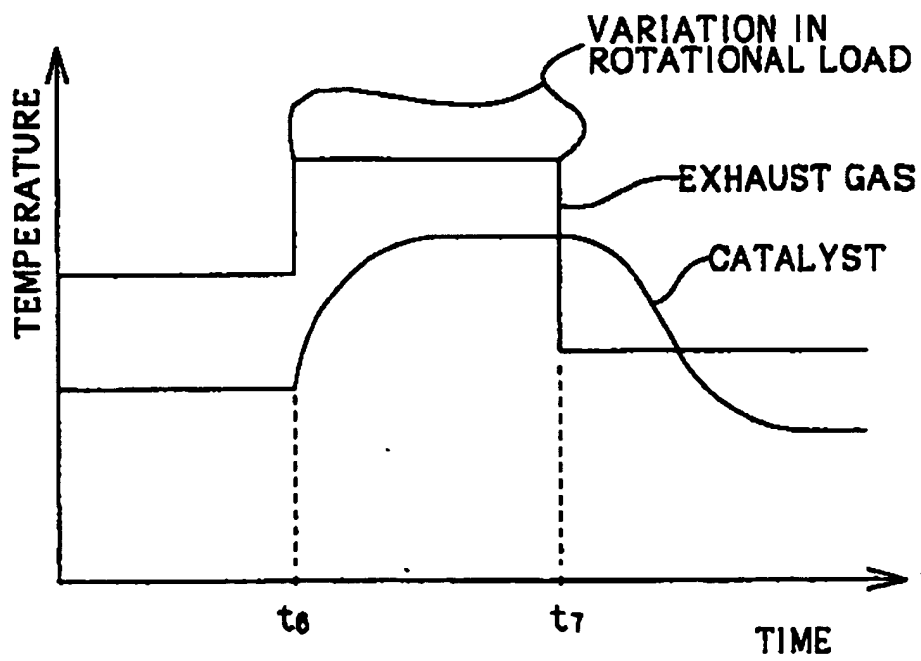 VARIATION IN
ROTATIONAL LOAD
TEMPERATURE
EXHAUST GAS
CATALYST
t6
t7
TIME